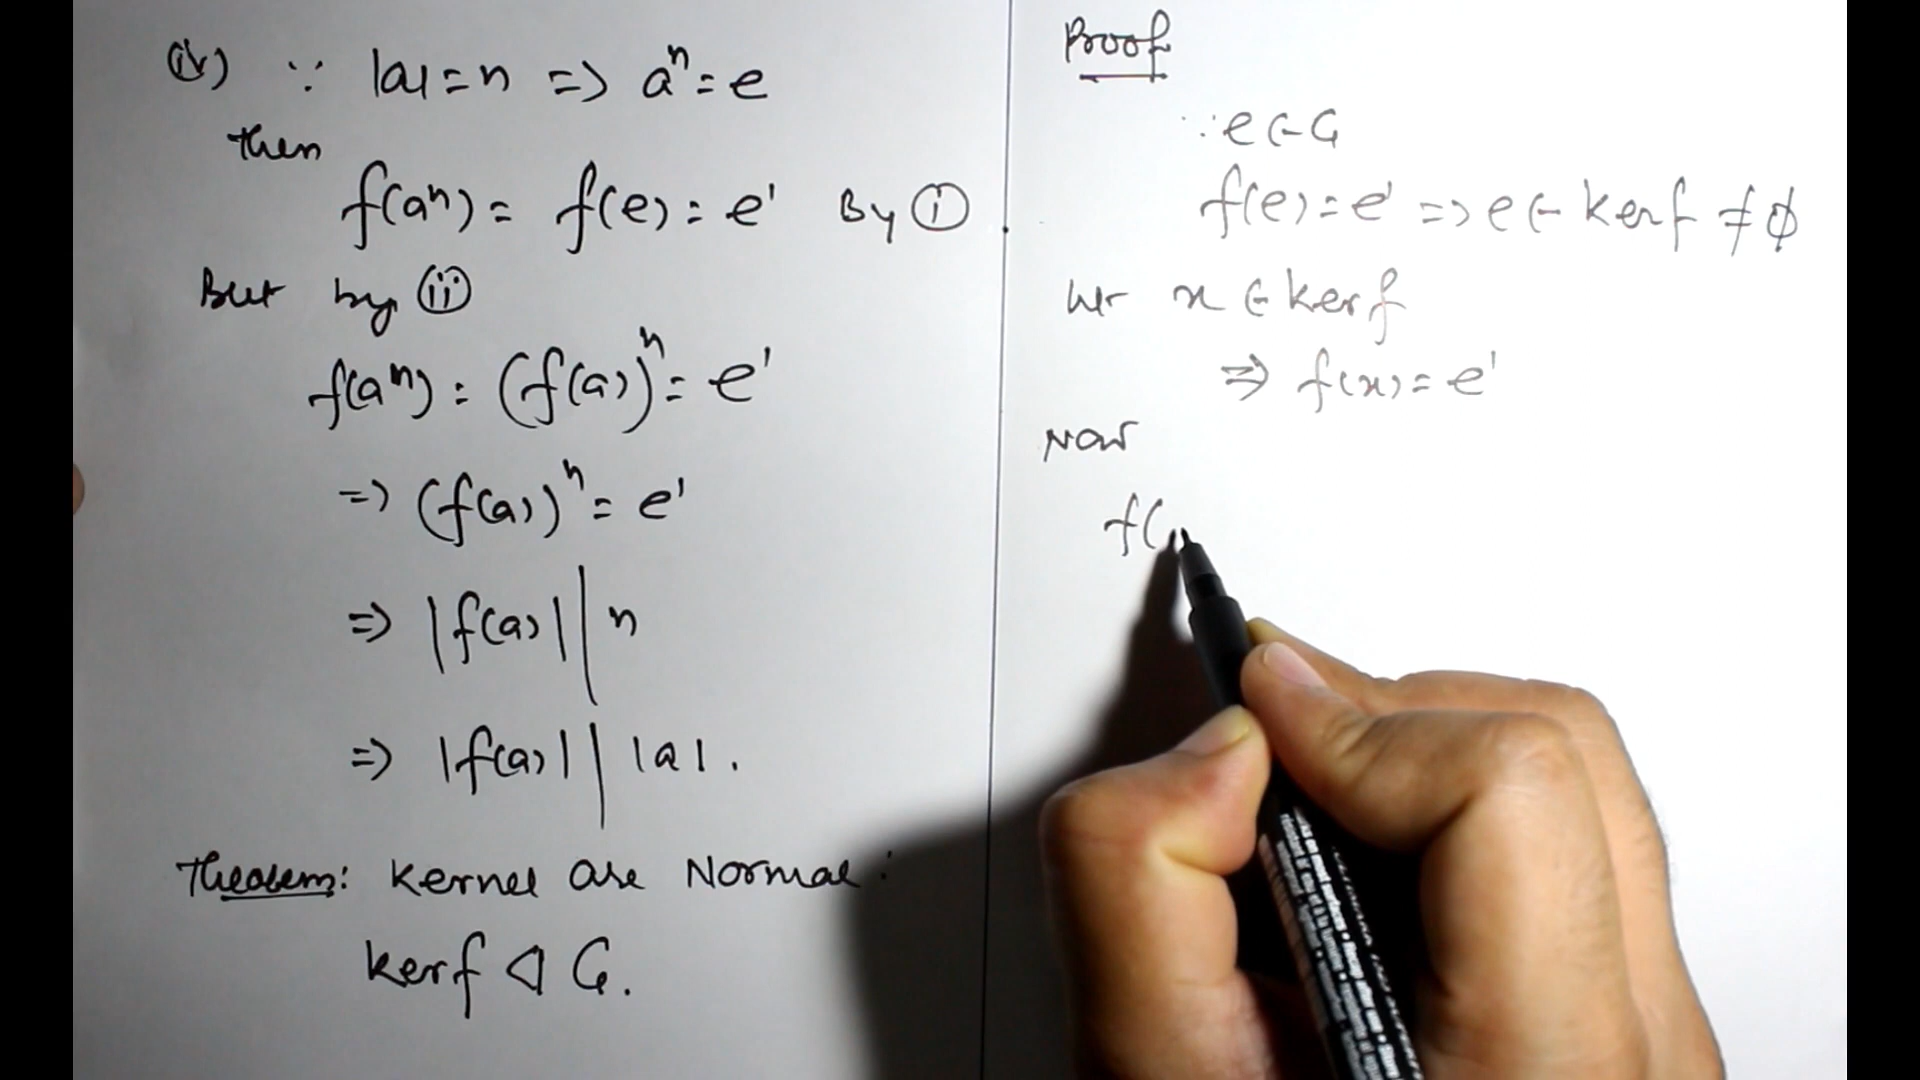 (iv) ∵ |a| = n => aⁿ = e
then
f(aⁿ) = f(e) = e' By (i)
But by (ii)
f(aⁿ) = (f(a))ⁿ = e'
=> (f(a))ⁿ = e'
=> |f(a)| | n
=> |f(a)| | |a|.
Theorem: Kernel are Normal:
kerf ⊲ G.
Proof
∵ e ∈ G
f(e) = e' => e ∈ kerf ≠ ϕ
let x ∈ kerf
=> f(x) = e'
Now
f(